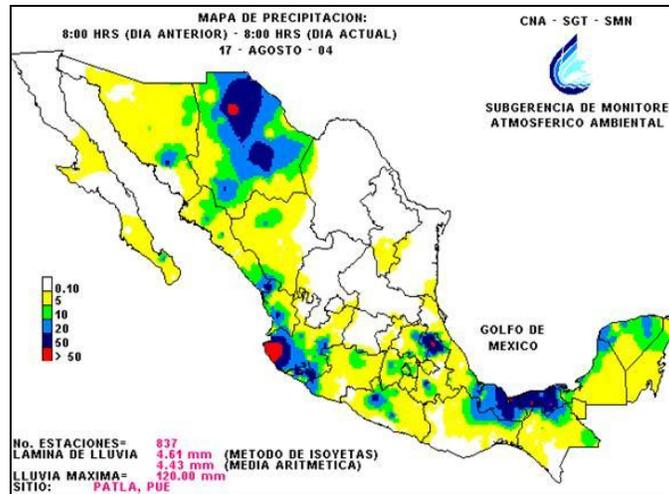 MAPA DE PRECIPITACION:
8:00 HRS (DIA ANTERIOR) - 8:00 HRS (DIA ACTUAL)
17 - AGOSTO - 04
CNA - SGT - SMN
SUBGERENCIA DE MONITORE
ATMOSFERICO AMBIENTAL
0.10
5
10
20
50
> 50
GOLFO DE
MEXICO
No. ESTACIONES= 837
LAMINA DE LLUVIA 4.61 mm (METODO DE ISOYETAS)
4.43 mm (MEDIA ARITMETICA)
LLUVIA MAXIMA= 120.00 mm
SITIO: PATLA, PUE